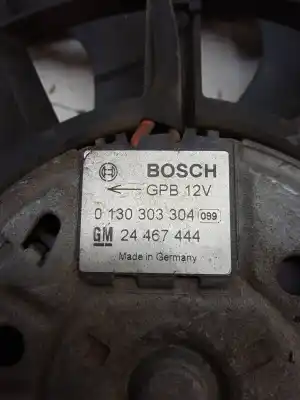 BOSCH
GPB 12V
0 130 303 304 099
GM 24 467 444
Made in Germany